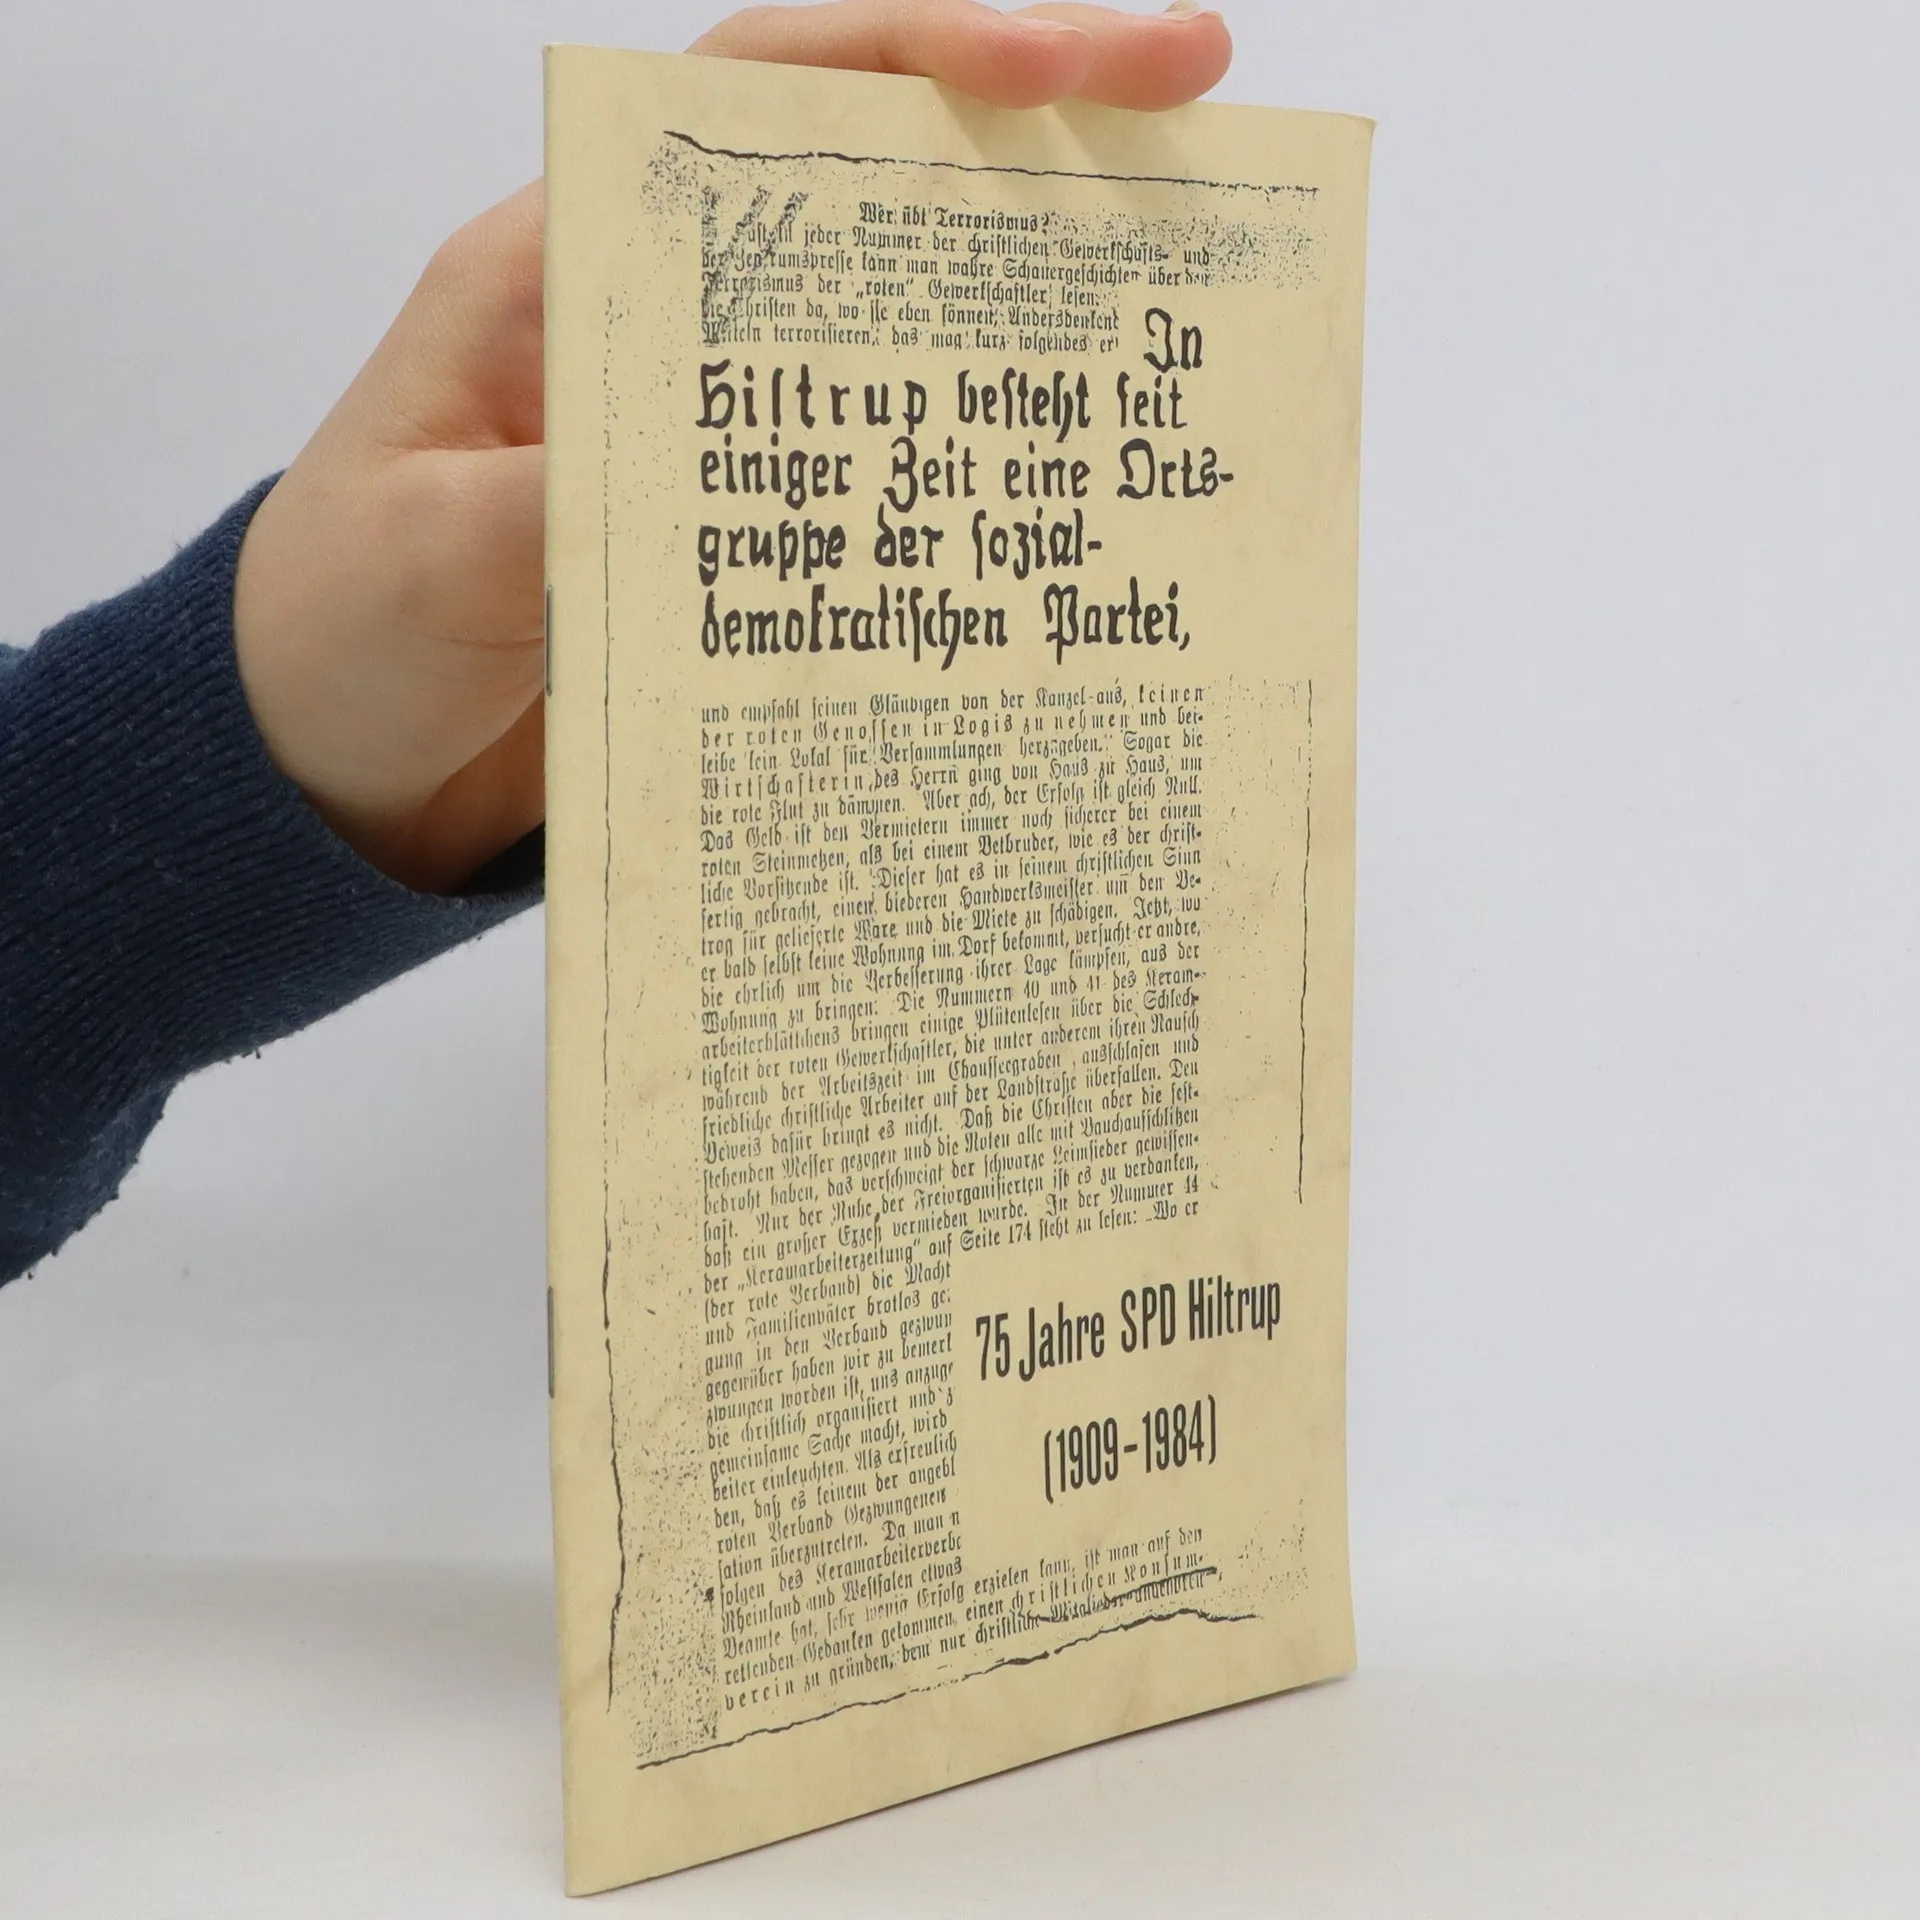 Wer übt Terrorismus?
Fast in jeder Nummer der christlichen Gewerkschafts- und
der Zentrumspresse kann man wahre Schauergeschichten über den
Terrorismus der „roten“ Gewerkschaftler lesen.
die Christen da, wo sie eben können, Andersdenkend
Mitteln terrorisieren, das mag kurz folgendes er
In
Hiltrup besteht seit
einiger Zeit eine Orts-
gruppe der sozial-
demokratischen Partei,
und empfahl seinen Gläubigen von der Kanzel aus, keinen
der roten Genossen in Logis zu nehmen und bei-
leibe kein Lokal für Versammlungen herzugeben. Sogar die
Wirtschafterin des Herrn ging von Haus zu Haus, um
die rote Flut zu dämmen. Aber ach, der Erfolg ist gleich Null.
Das Geld ist den Vermietern immer noch sicherer bei einem
roten Steinmetzen, als bei einem Betbruder, wie es der christ-
liche Vorsitzende ist. Dieser hat es in seinem christlichen Sinn
fertig gebracht, einen biederen Handwerksmeister um den Be-
trag für gelieferte Ware und die Miete zu schädigen. Jetzt, wo
er bald selbst keine Wohnung im Dorf bekommt, versucht er andre,
die ehrlich um die Verbesserung ihrer Lage kämpfen, aus der
Wohnung zu bringen. Die Nummern 40 und 41 des Keram-
arbeiterblättchens bringen einige Blütenlesen über die Schlech-
tigkeit der roten Gewerkschaftler, die unter anderem ihren Rausch
während der Arbeitszeit im Chausseegraben ausschlafen und
friedliche christliche Arbeiter auf der Landstraße überfallen. Den
Beweis dafür bringt es nicht. Daß die Christen aber die fest-
stehenden Messer gezogen und die Roten alle mit Bauchaufschlitzen
bedroht haben, das verschweigt der schwarze Leimsieder gewissen-
haft. Nur der Ruhe der Freiorganisierten ist es zu verdanken,
daß ein großer Exzeß vermieden wurde. In der Nummer 44
der „Keramarbeiterzeitung“ auf Seite 174 steht zu lesen: „Wo er
(der rote Verband) die Macht
und Familienväter brotlos ge
gung in den Verband gezwun
gegenüber haben wir zu bemerk
zwungen worden ist, uns anzuge
die christlich organisiert und z
gemeinsame Sache macht, wird
beiter einleuchten. Als erfreulich
den, daß es keinem der angebl
roten Verband Gezwungenen
sation überzutreten. Da man n
folgen des Keramarbeiterverbc
Rheinland und Westfalen etwas
Beamte hat, sehr wenig Erfolg erzielen kann, ist man auf den
rettenden Gedanken gekommen, einen christlichen Konsum-
verein zu gründen, dem nur christliche Mitglieder
75 Jahre SPD Hiltrup
(1909–1984)